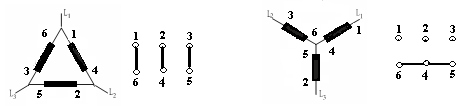 L1
6 1
3 4
L3 5 2 L2
1 2 3
6 4 5
L2 L1
3 6 4 1
5
2
L3
1 2 3
6 4 5